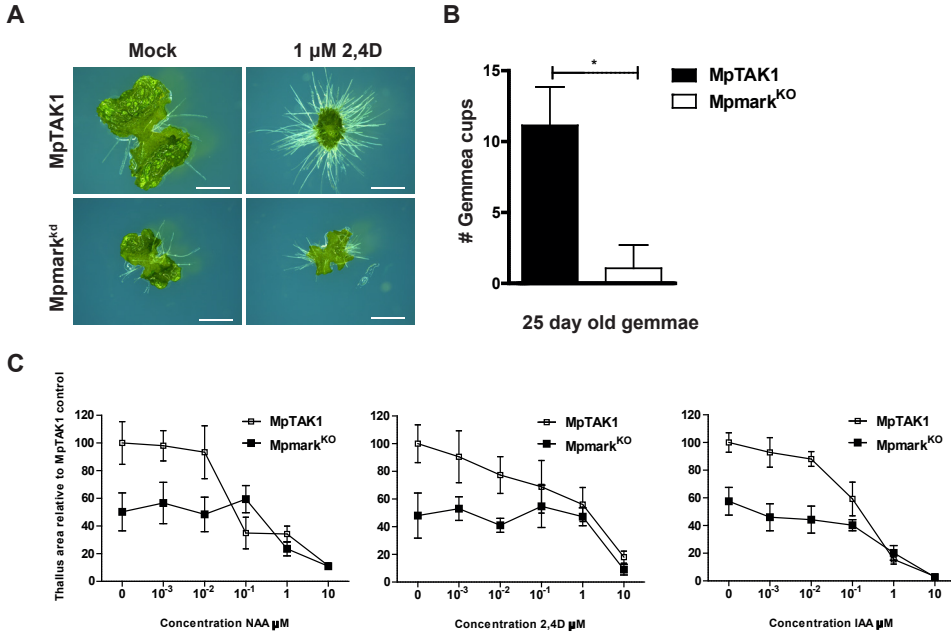 A
Mock
1 µM 2,4D
MpTAK1
Mpmark^kd
B
15
10
5
0
# Gemmea cups
*
MpTAK1
Mpmark^KO
25 day old gemmae
C
Thallus area relative to MpTAK1 control
120
100
80
60
40
20
0
MpTAK1
Mpmark^KO
0 10^-3 10^-2 10^-1 1 10
Concentration NAA µM
120
100
80
60
40
20
0
MpTAK1
Mpmark^KO
0 10^-3 10^-2 10^-1 1 10
Concentration 2,4D µM
120
100
80
60
40
20
0
MpTAK1
Mpmark^KO
0 10^-3 10^-2 10^-1 1 10
Concentration IAA µM